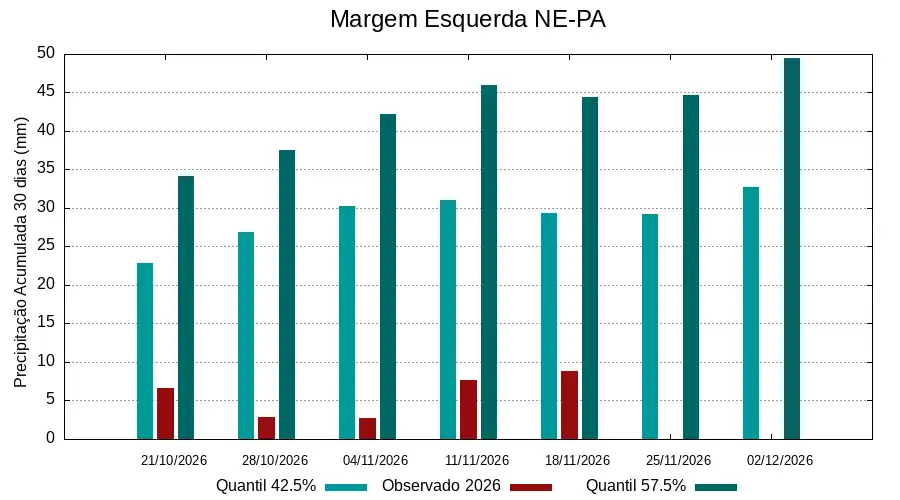 Margem Esquerda NE-PA
Precipitação Acumulada 30 dias (mm)
50
45
40
35
30
25
20
15
10
5
0
21/10/2026 28/10/2026 04/11/2026 11/11/2026 18/11/2026 25/11/2026 02/12/2026
Quantil 42.5% Observado 2026 Quantil 57.5%